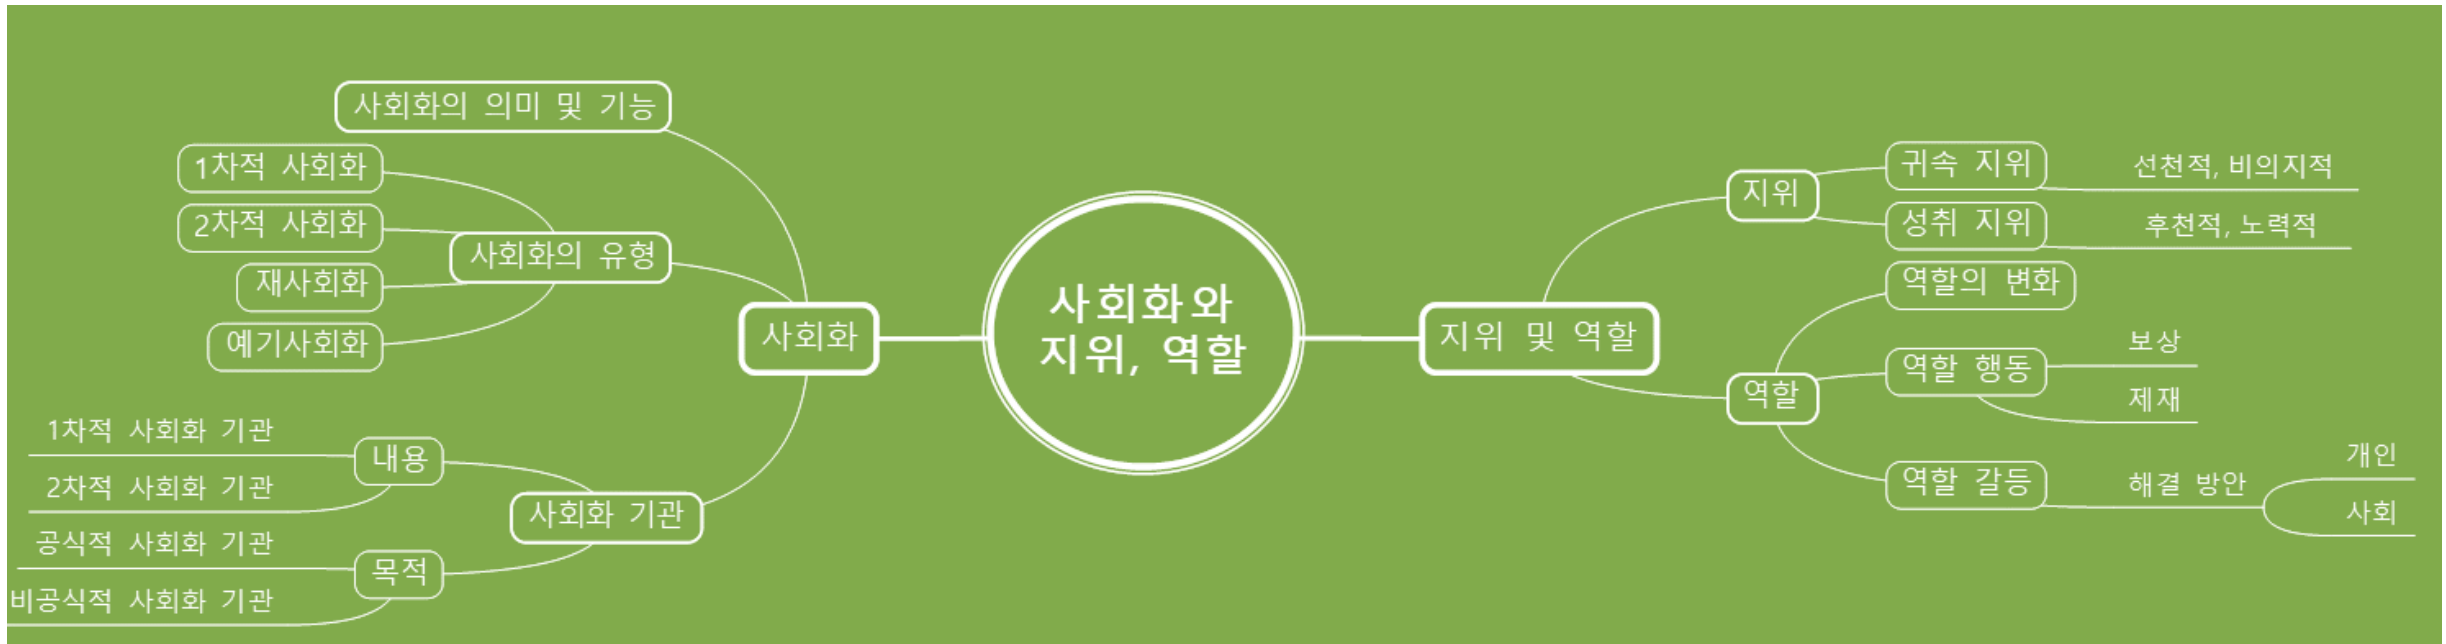 사회화와
지위, 역할
사회화
사회화의 의미 및 기능
사회화의 유형
1차적 사회화
2차적 사회화
재사회화
예기사회화
사회화 기관
내용
1차적 사회화 기관
2차적 사회화 기관
목적
공식적 사회화 기관
비공식적 사회화 기관
지위 및 역할
지위
귀속 지위
선천적, 비의지적
성취 지위
후천적, 노력적
역할
역할의 변화
역할 행동
보상
제재
역할 갈등
해결 방안
개인
사회